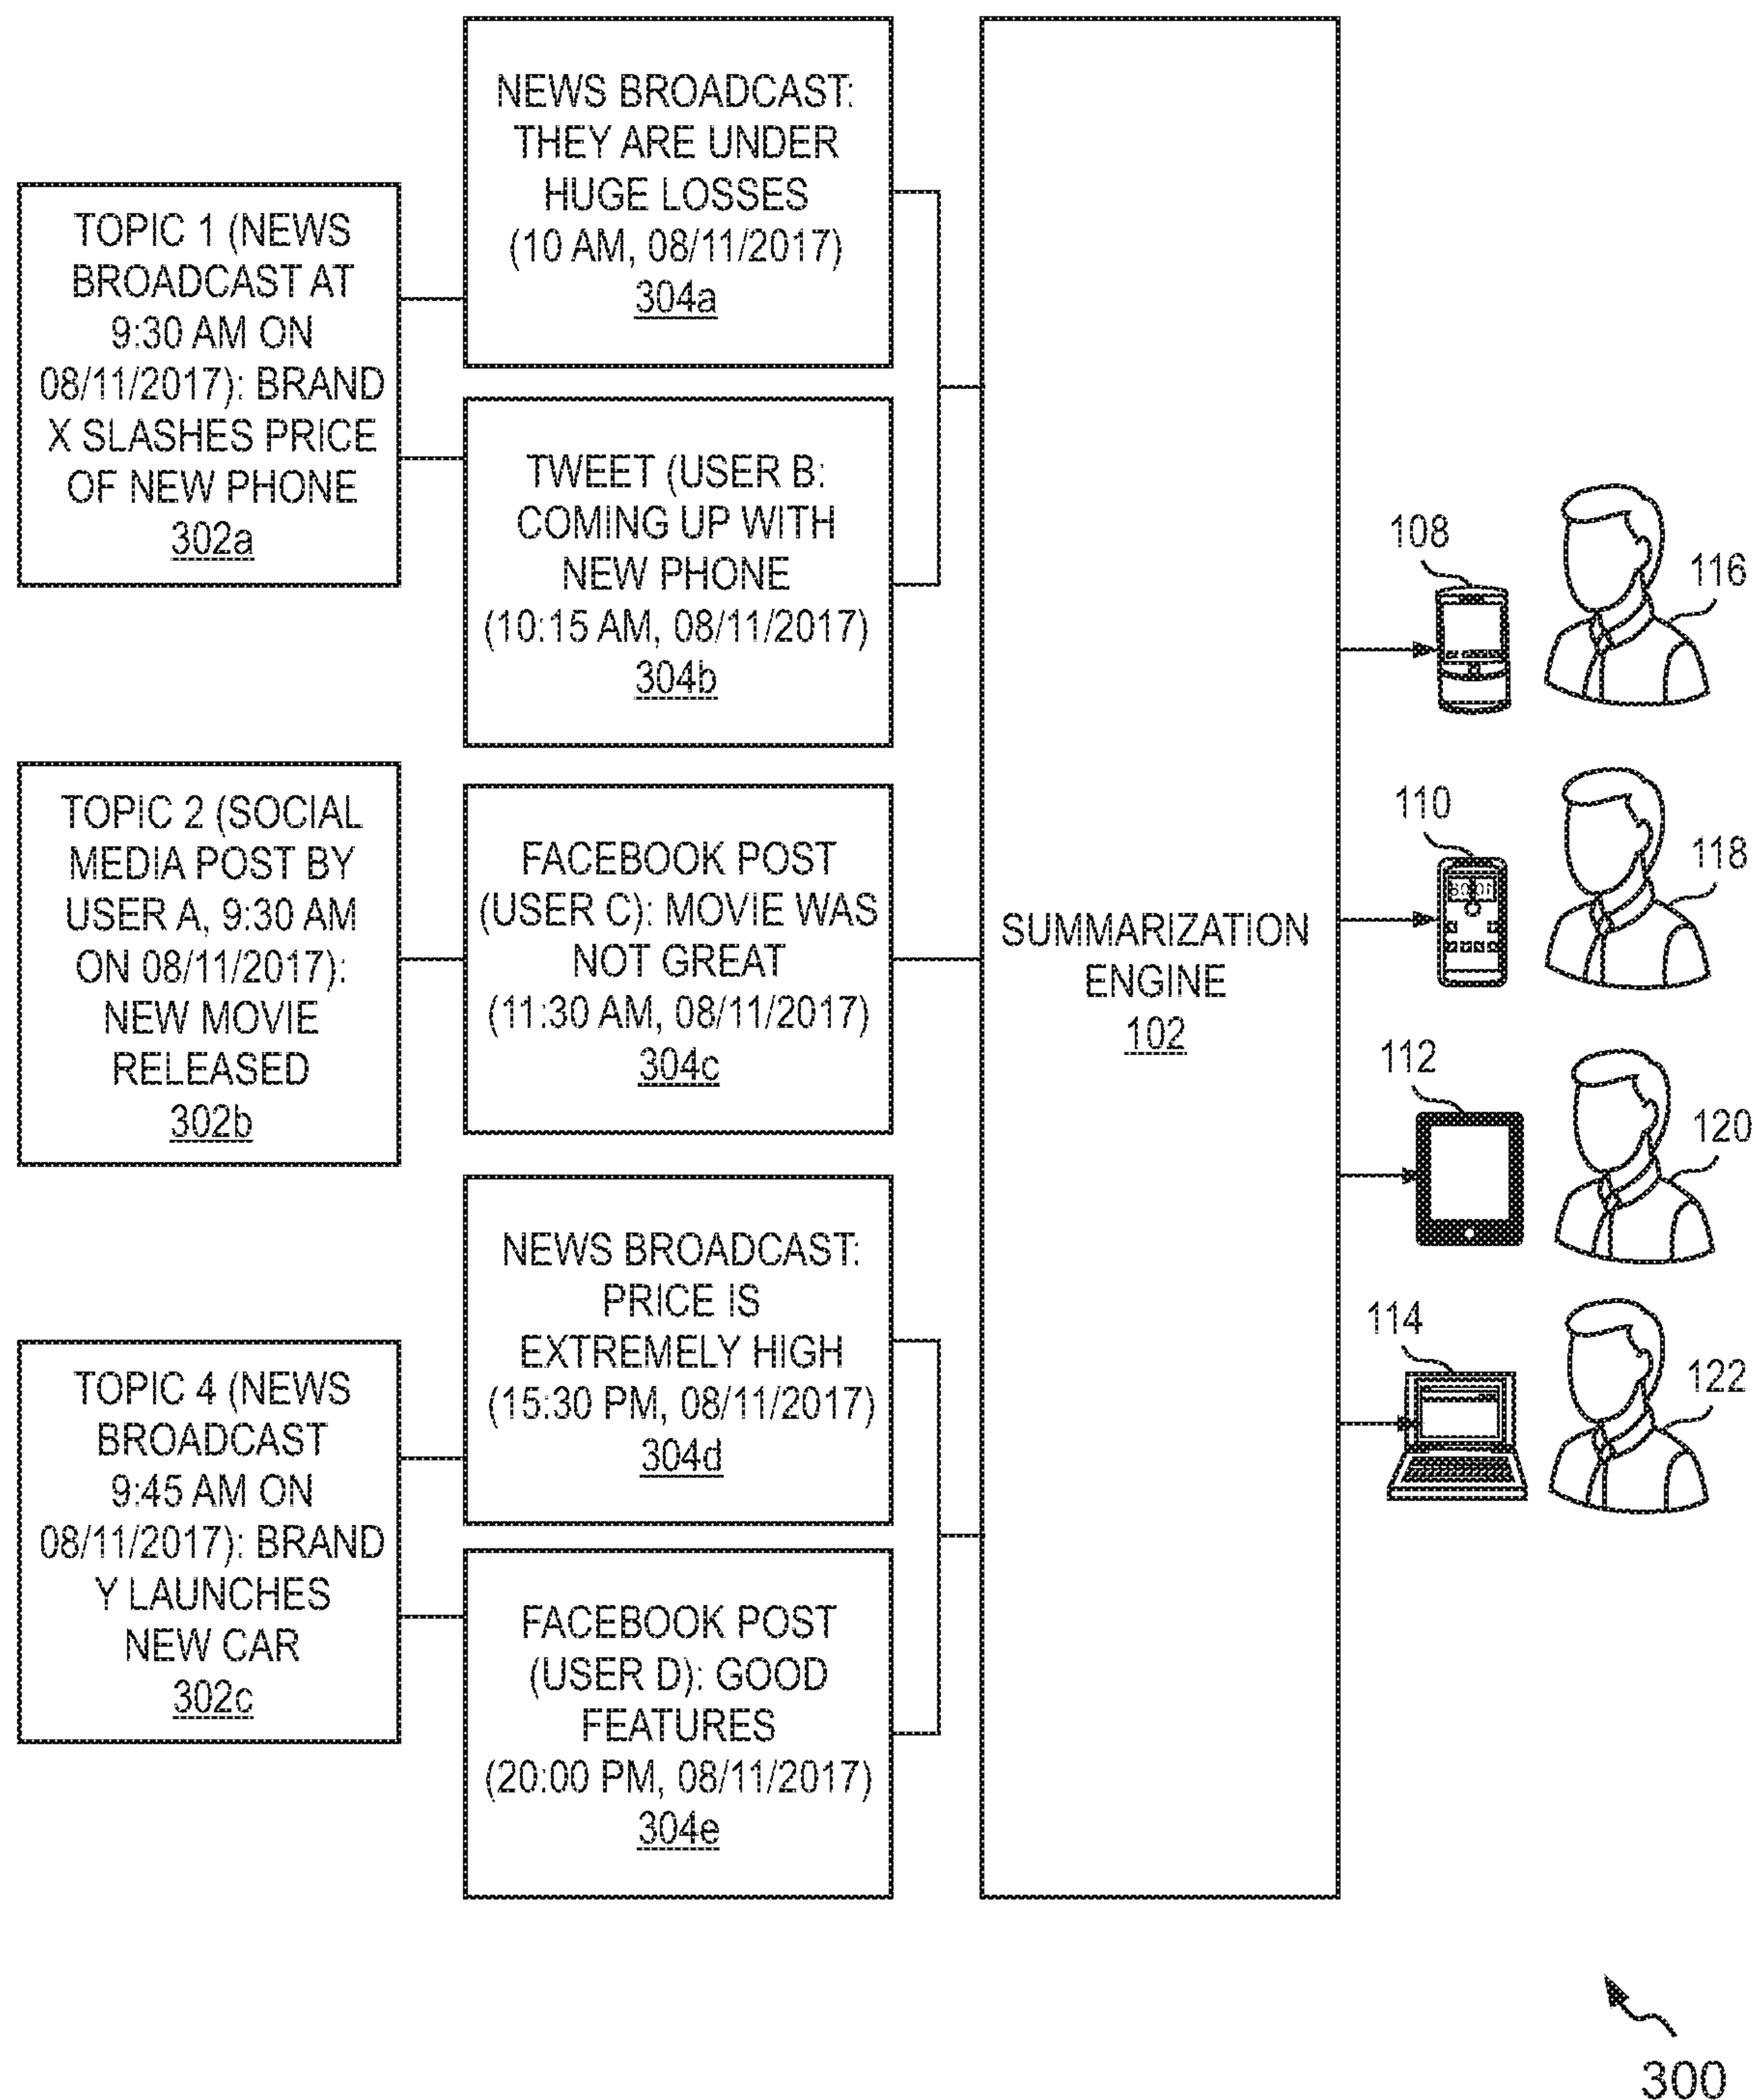 TOPIC 1 (NEWS
BROADCAST AT
9:30 AM ON
08/11/2017): BRAND
X SLASHES PRICE
OF NEW PHONE
302a
NEWS BROADCAST:
THEY ARE UNDER
HUGE LOSSES
(10 AM, 08/11/2017)
304a
TWEET (USER B:
COMING UP WITH
NEW PHONE
(10:15 AM, 08/11/2017)
304b
TOPIC 2 (SOCIAL
MEDIA POST BY
USER A, 9:30 AM
ON 08/11/2017):
NEW MOVIE
RELEASED
302b
FACEBOOK POST
(USER C): MOVIE WAS
NOT GREAT
(11:30 AM, 08/11/2017)
304c
TOPIC 4 (NEWS
BROADCAST
9:45 AM ON
08/11/2017): BRAND
Y LAUNCHES
NEW CAR
302c
NEWS BROADCAST:
PRICE IS
EXTREMELY HIGH
(15:30 PM, 08/11/2017)
304d
FACEBOOK POST
(USER D): GOOD
FEATURES
(20:00 PM, 08/11/2017)
304e
SUMMARIZATION
ENGINE
102
108
116
110
118
112
120
114
122
300